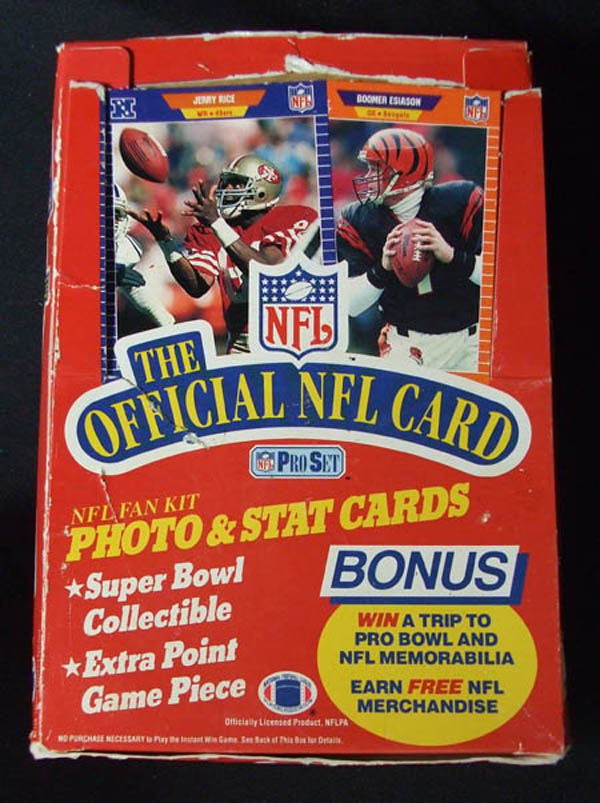 JERRY RICE
WR • 49ers
NFL
BOOMER ESIASON
QB • Bengals
NFL
NFL
THE
OFFICIAL NFL CARD
NFL PRO SET
NFL FAN KIT
PHOTO & STAT CARDS
★Super Bowl
Collectible
★Extra Point
Game Piece
BONUS
WIN A TRIP TO
PRO BOWL AND
NFL MEMORABILIA
EARN FREE NFL
MERCHANDISE
Officially Licensed Product, NFLPA
NO PURCHASE NECESSARY to Play the Instant Win Game. See Back of This Box for Details.